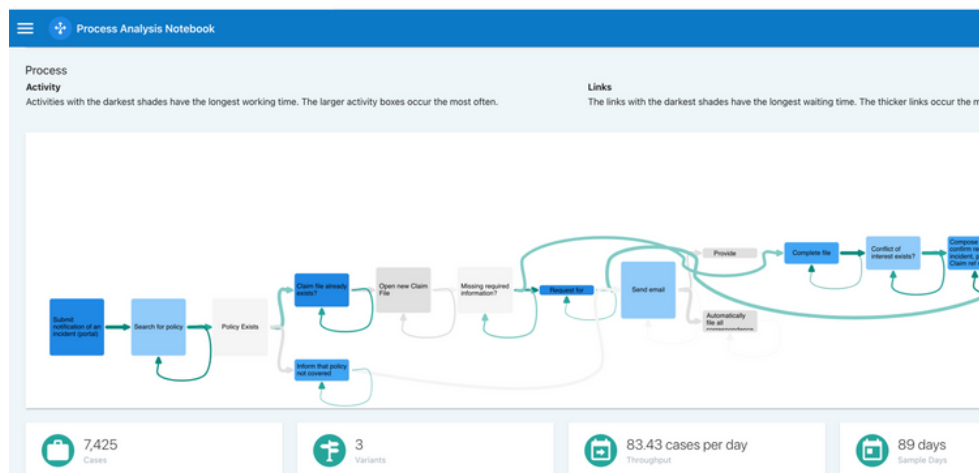 Process Analysis Notebook
Process
Activity
Activities with the darkest shades have the longest working time. The larger activity boxes occur the most often.
Links
The links with the darkest shades have the longest waiting time. The thicker links occur the
Submit
notification of an
incident (portal)
Search for policy
Policy Exists
Claim file already
exists?
Inform that policy
not covered
Open new Claim
File
Missing required
information?
Request for
Send email
Provide
Automatically
file all
correspondence
Complete file
Conflict of
interest exists?
Compose
confirm
incident,
Claim ref
7,425
Cases
3
Variants
83.43 cases per day
Throughput
89 days
Sample Days